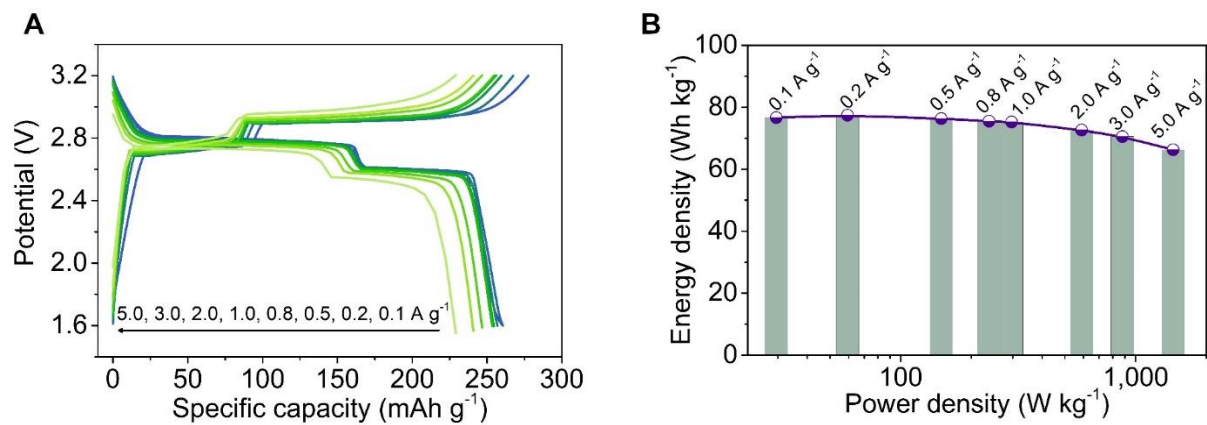 A
Potential (V)
3.2
2.8
2.4
2.0
1.6
5.0, 3.0, 2.0, 1.0, 0.8, 0.5, 0.2, 0.1 A g⁻¹
0 50 100 150 200 250 300
Specific capacity (mAh g⁻¹)
B
Energy density (Wh kg⁻¹)
100
80
60
40
20
0
0.1 A g⁻¹
0.2 A g⁻¹
0.5 A g⁻¹
0.8 A g⁻¹
1.0 A g⁻¹
2.0 A g⁻¹
3.0 A g⁻¹
5.0 A g⁻¹
100 1,000
Power density (W kg⁻¹)